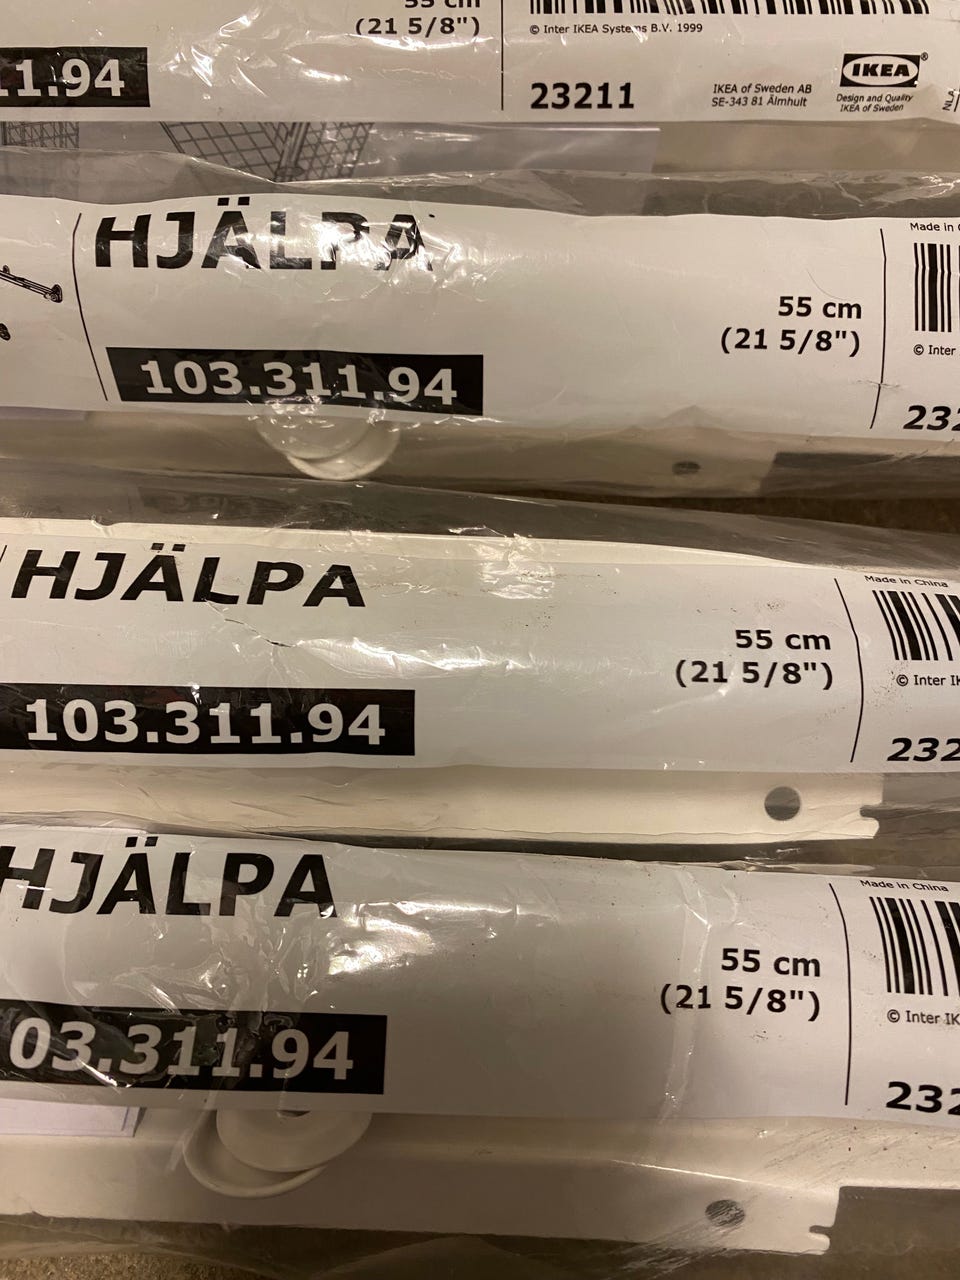 55 cm
(21 5/8")
© Inter IKEA Systems B.V. 1999
11.94
23211
IKEA of Sweden AB
SE-343 81 Älmhult
IKEA®
Design and Quality
IKEA of Sweden
HJÄLPA
Made in
55 cm
(21 5/8")
103.311.94
© Inter
232
HJÄLPA
Made in China
55 cm
(21 5/8")
© Inter IK
103.311.94
232
HJÄLPA
Made in China
55 cm
(21 5/8")
© Inter IK
03.311.94
232